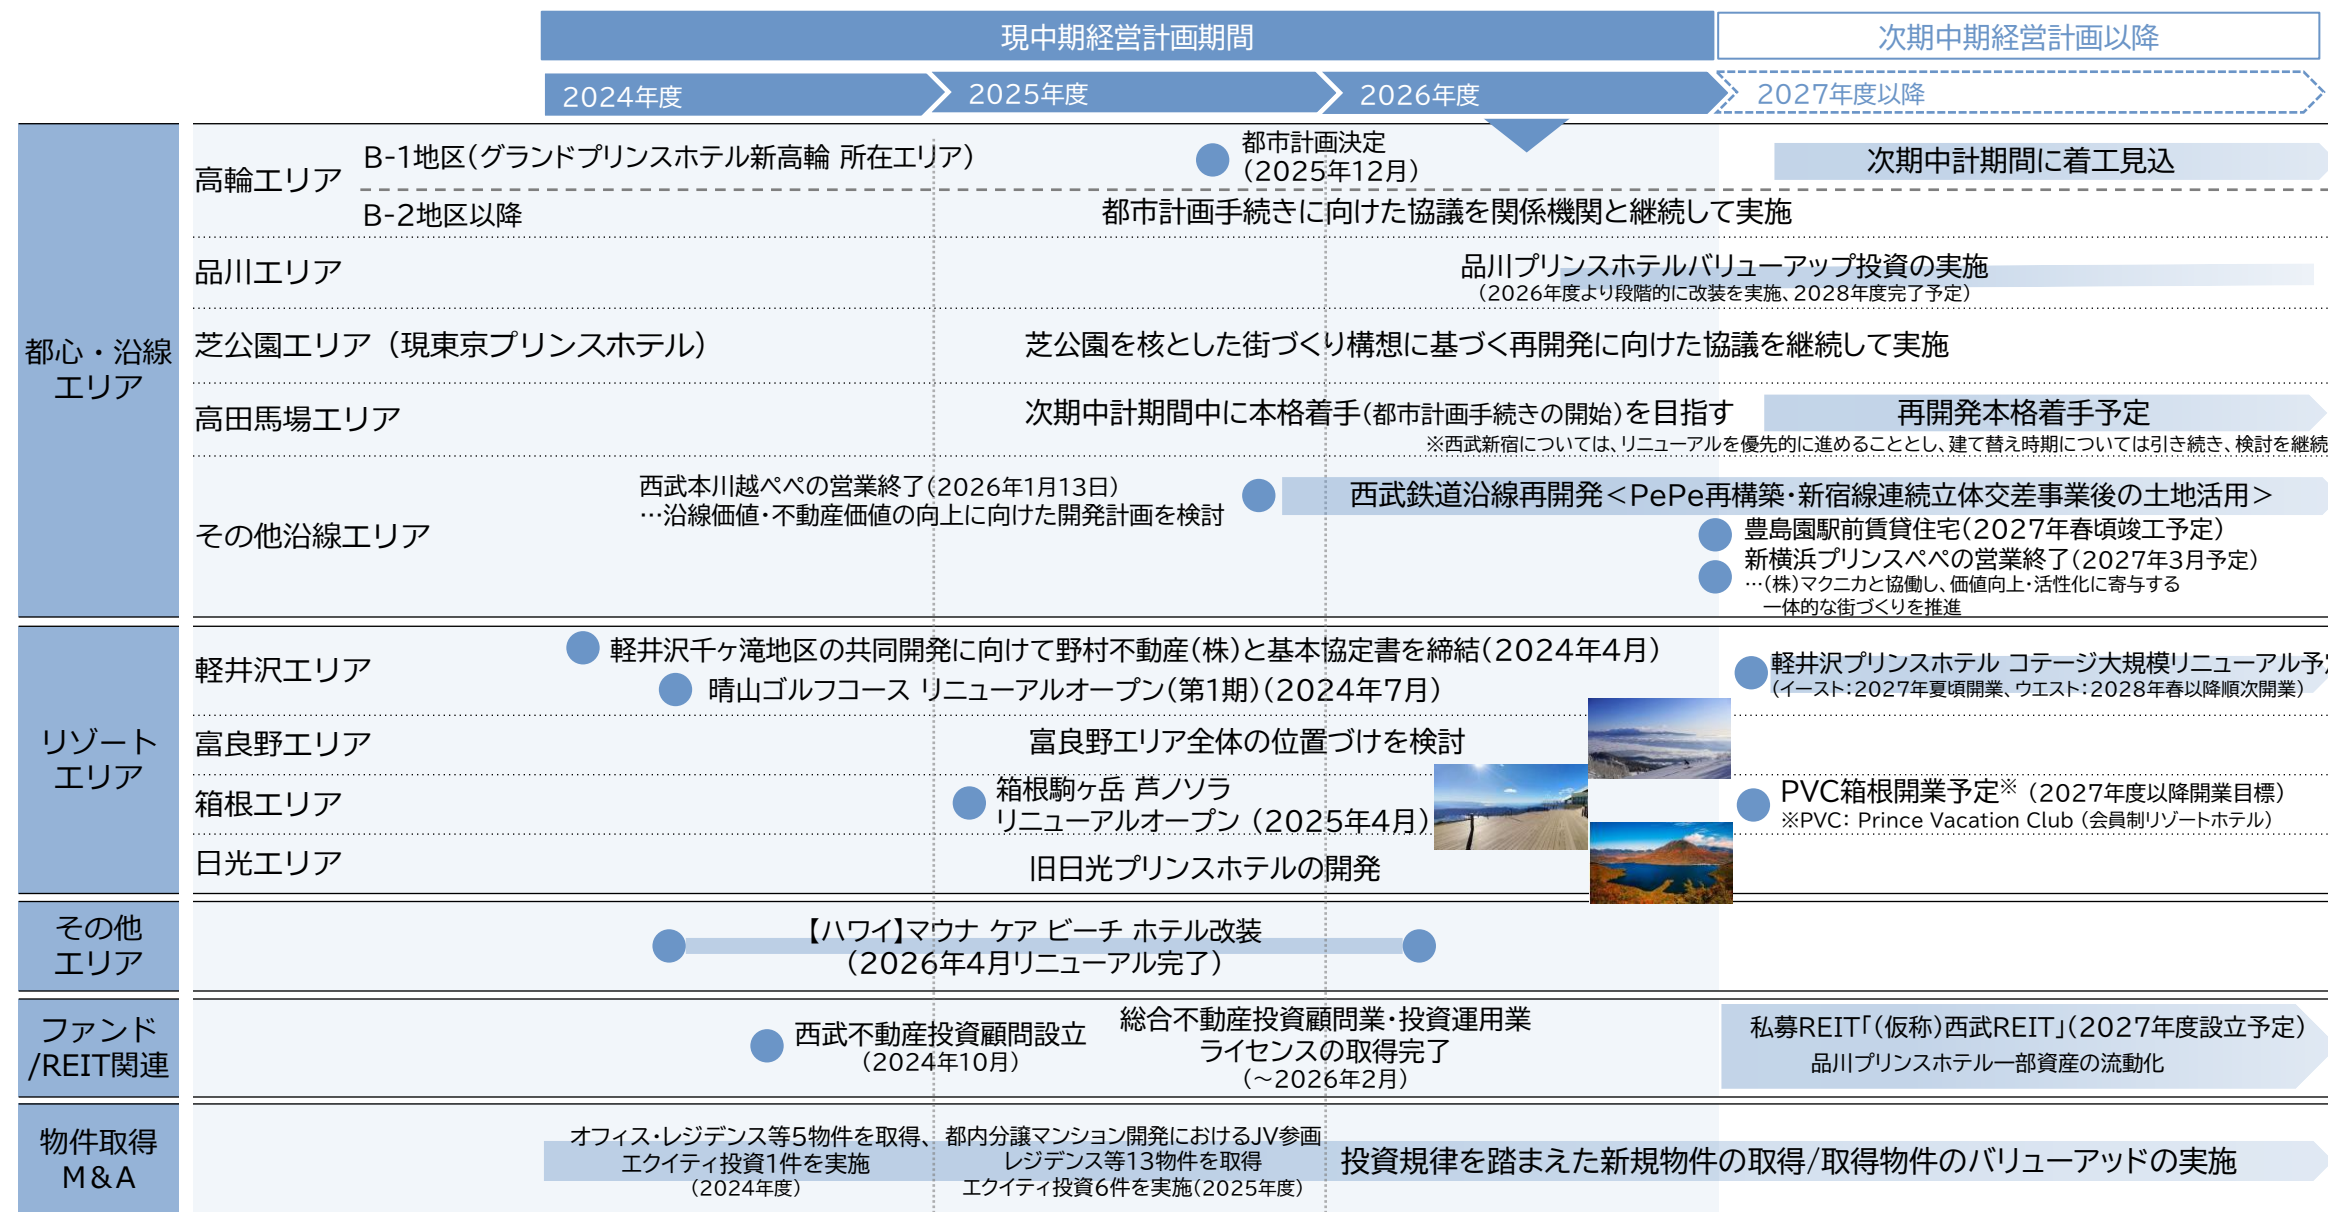 現中期経営計画期間
次期中期経営計画以降
2024年度
2025年度
2026年度
2027年度以降
都心・沿線
エリア
高輪エリア
B-1地区(グランドプリンスホテル新高輪 所在エリア)
都市計画決定
(2025年12月)
次期中計期間に着工見込
B-2地区以降
都市計画手続きに向けた協議を関係機関と継続して実施
品川エリア
品川プリンスホテルバリューアップ投資の実施
(2026年度より段階的に改装を実施、2028年度完了予定)
芝公園エリア（現東京プリンスホテル）
芝公園を核とした街づくり構想に基づく再開発に向けた協議を継続して実施
高田馬場エリア
次期中計期間中に本格着手(都市計画手続きの開始)を目指す
再開発本格着手予定
※西武新宿については、リニューアルを優先的に進めることとし、建て替え時期については引き続き、検討を継続
その他沿線エリア
西武本川越ペペの営業終了(2026年1月13日)
…沿線価値・不動産価値の向上に向けた開発計画を検討
西武鉄道沿線再開発＜PePe再構築・新宿線連続立体交差事業後の土地活用＞
豊島園駅前賃貸住宅(2027年春頃竣工予定)
新横浜プリンスペペの営業終了(2027年3月予定)
…(株)マクニカと協働し、価値向上・活性化に寄与する
一体的な街づくりを推進
リゾート
エリア
軽井沢エリア
軽井沢千ヶ滝地区の共同開発に向けて野村不動産(株)と基本協定書を締結(2024年4月)
晴山ゴルフコース リニューアルオープン(第1期)(2024年7月)
軽井沢プリンスホテル コテージ大規模リニューアル予定
(イースト：2027年夏頃開業、ウエスト：2028年春以降順次開業)
富良野エリア
富良野エリア全体の位置づけを検討
箱根エリア
箱根駒ヶ岳 芦ノソラ
リニューアルオープン (2025年4月)
PVC箱根開業予定※ (2027年度以降開業目標)
※PVC： Prince Vacation Club (会員制リゾートホテル)
日光エリア
旧日光プリンスホテルの開発
その他
エリア
【ハワイ】マウナ ケア ビーチ ホテル改装
(2026年4月リニューアル完了)
ファンド
/REIT関連
西武不動産投資顧問設立
(2024年10月)
総合不動産投資顧問業・投資運用業
ライセンスの取得完了
(～2026年2月)
私募REIT「(仮称)西武REIT」(2027年度設立予定)
品川プリンスホテル一部資産の流動化
物件取得
M&A
オフィス・レジデンス等5物件を取得、
エクイティ投資1件を実施
(2024年度)
都内分譲マンション開発におけるJV参画
レジデンス等13物件を取得
エクイティ投資6件を実施(2025年度)
投資規律を踏まえた新規物件の取得/取得物件のバリューアッドの実施